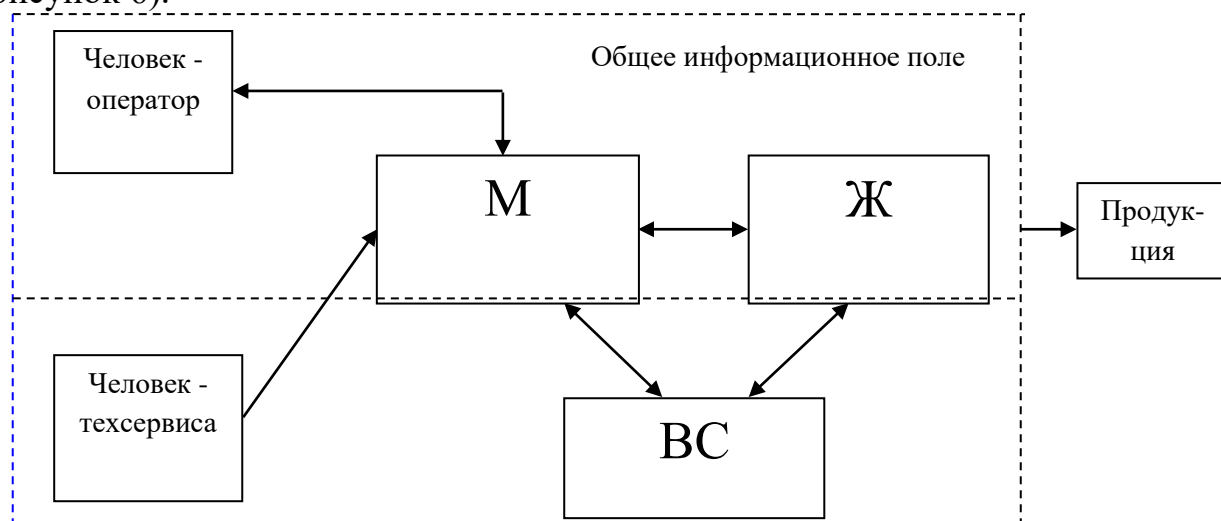 рисунок 6).
Человек -
оператор
Общее информационное поле
М
Ж
Продук-
ция
Человек -
техсервиса
ВС